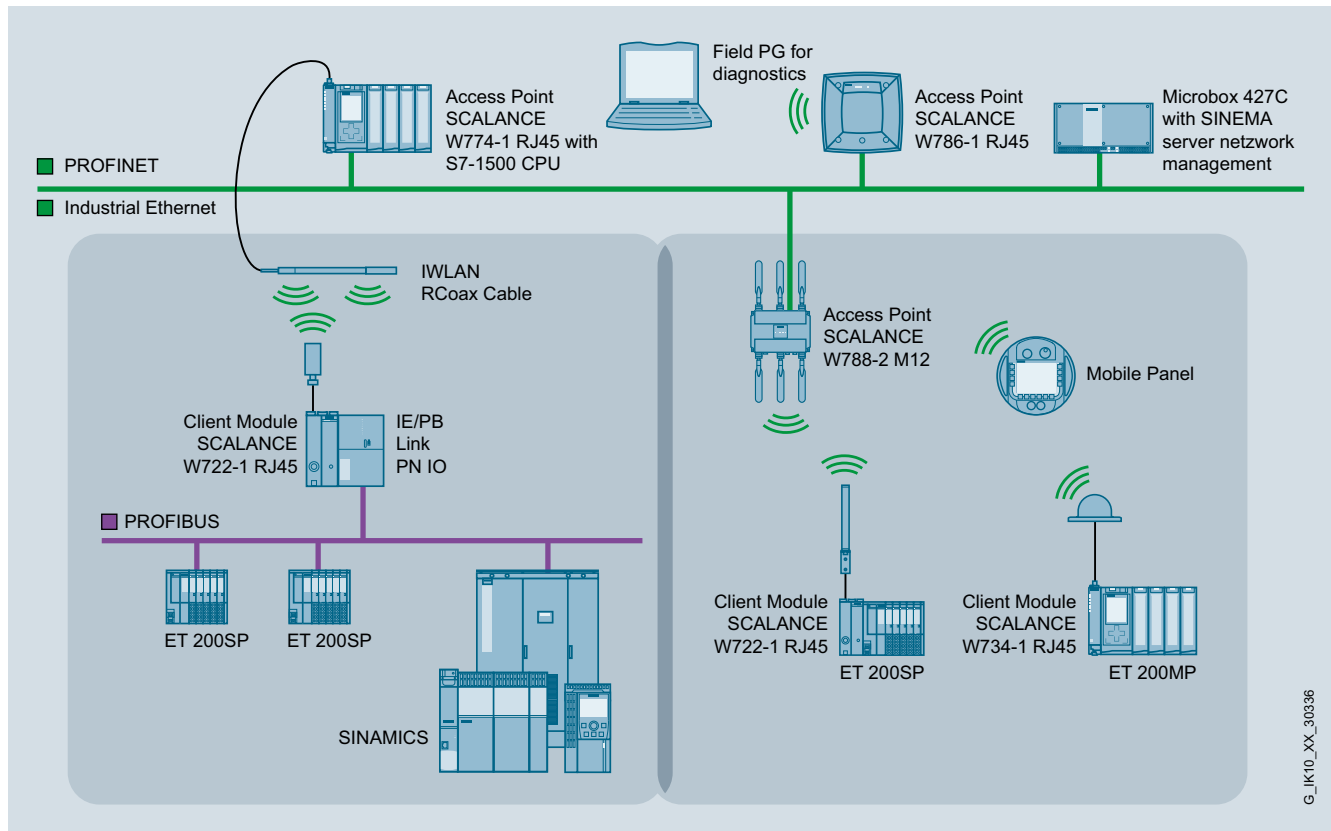 Field PG for
diagnostics
Access Point
SCALANCE
W774-1 RJ45 with
S7-1500 CPU
Access Point
SCALANCE
W786-1 RJ45
Microbox 427C
with SINEMA
server netzwork
management
PROFINET
Industrial Ethernet
IWLAN
RCoax Cable
Access Point
SCALANCE
W788-2 M12
Mobile Panel
Client Module
SCALANCE
W722-1 RJ45
IE/PB
Link
PN IO
PROFIBUS
ET 200SP
ET 200SP
SINAMICS
Client Module
SCALANCE
W722-1 RJ45
ET 200SP
Client Module
SCALANCE
W734-1 RJ45
ET 200MP
G_IK10_XX_30336